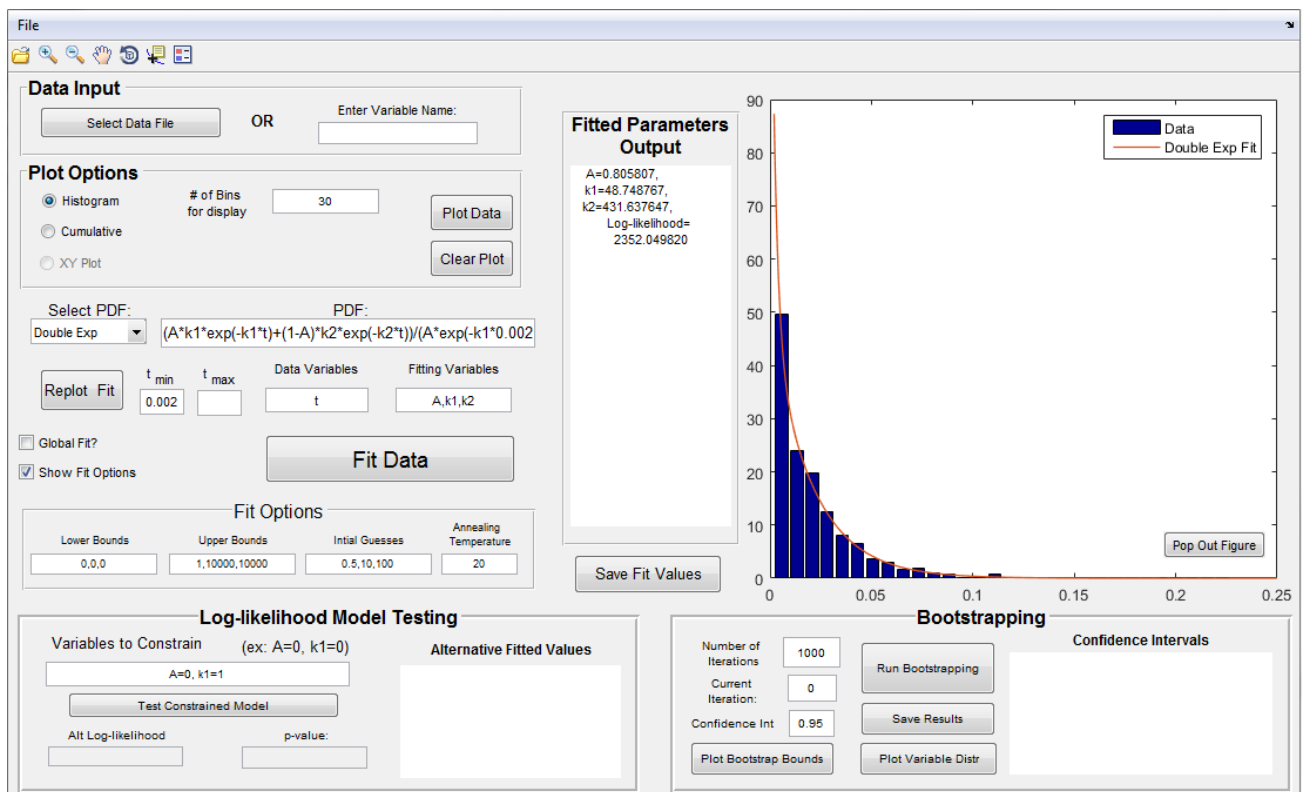 File
Data Input
Select Data File
OR
Enter Variable Name:
Plot Options
Histogram
# of Bins
for display
30
Plot Data
Cumulative
XY Plot
Clear Plot
Select PDF:
PDF:
Double Exp
(A*k1*exp(-k1*t)+(1-A)*k2*exp(-k2*t))/(A*exp(-k1*0.002
Replot Fit
t min
0.002
t max
Data Variables
t
Fitting Variables
A,k1,k2
Global Fit?
Show Fit Options
Fit Data
Fit Options
Lower Bounds
Upper Bounds
Intial Guesses
Annealing
Temperature
0,0,0
1,10000,10000
0.5,10,100
20
Fitted Parameters
Output
A=0.805807,
k1=48.748767,
k2=431.637647,
Log-likelihood=
2352.049820
Save Fit Values
90
80
70
60
50
40
30
20
10
0
0
0.05
0.1
0.15
0.2
0.25
Data
Double Exp Fit
Pop Out Figure
Log-likelihood Model Testing
Variables to Constrain
(ex: A=0, k1=0)
A=0, k1=1
Test Constrained Model
Alt Log-likelihood
p-value:
Alternative Fitted Values
Bootstrapping
Number of
Iterations
1000
Current
Iteration:
0
Confidence Int
0.95
Plot Bootstrap Bounds
Run Bootstrapping
Save Results
Plot Variable Distr
Confidence Intervals